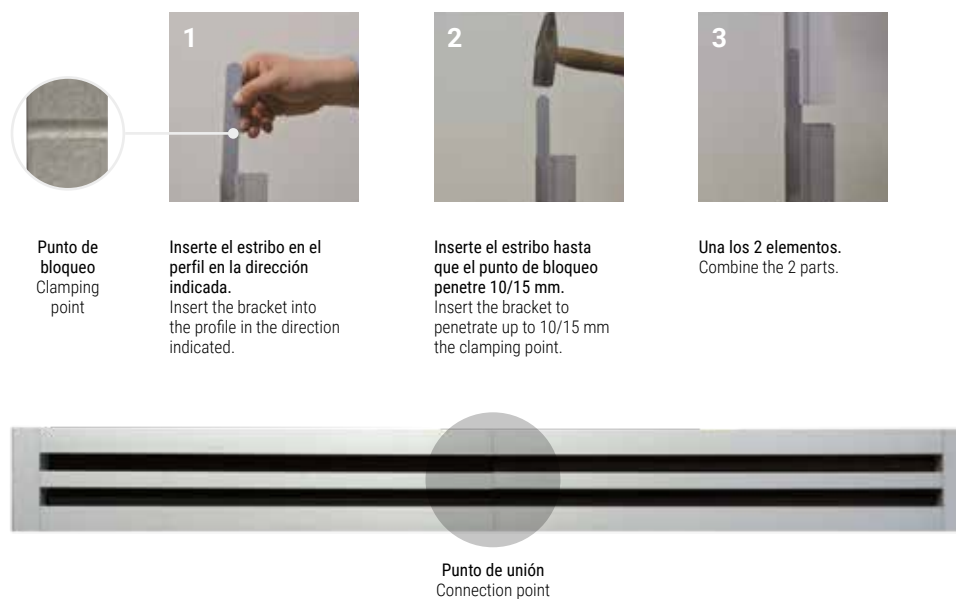 1
2
3
Punto de
bloqueo
Clamping
point
Inserte el estribo en el
perfil en la dirección
indicada.
Insert the bracket into
the profile in the direction
indicated.
Inserte el estribo hasta
que el punto de bloqueo
penetre 10/15 mm.
Insert the bracket to
penetrate up to 10/15 mm
the clamping point.
Una los 2 elementos.
Combine the 2 parts.
Punto de unión
Connection point